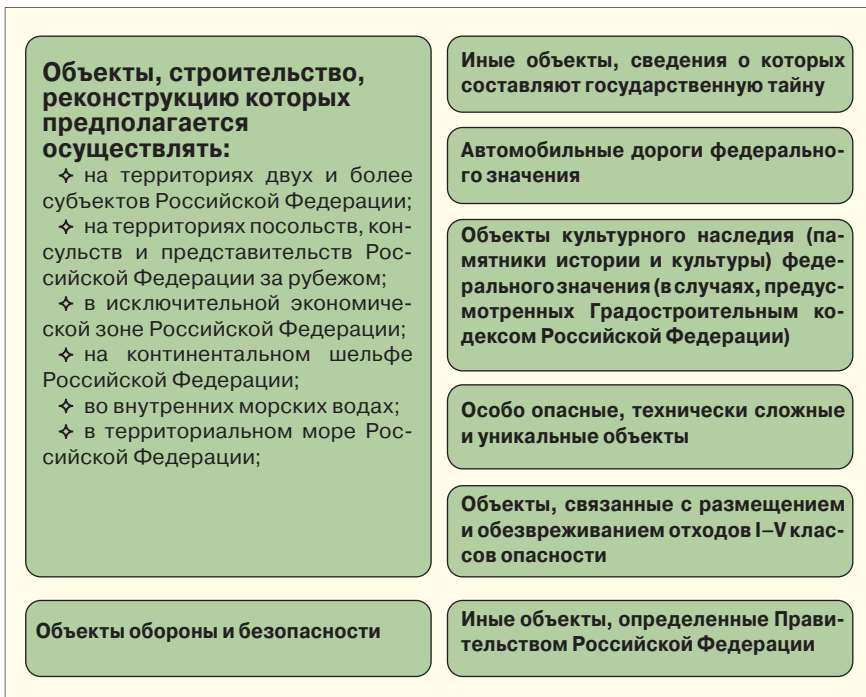 Объекты, строительство,
реконструкцию которых
предполагается
осуществлять:
✧ на территориях двух и более
субъектов Российской Федерации;
✧ на территориях посольств, кон-
сульств и представительств Рос-
сийской Федерации за рубежом;
✧ в исключительной экономиче-
ской зоне Российской Федерации;
✧ на континентальном шельфе
Российской Федерации;
✧ во внутренних морских водах;
✧ в территориальном море Рос-
сийской Федерации;
Объекты обороны и безопасности
Иные объекты, сведения о которых
составляют государственную тайну
Автомобильные дороги федерально-
го значения
Объекты культурного наследия (па-
мятники истории и культуры) феде-
рального значения (в случаях, предус-
мотренных Градостроительным ко-
дексом Российской Федерации)
Особо опасные, технически сложные
и уникальные объекты
Объекты, связанные с размещением
и обезвреживанием отходов I–V клас-
сов опасности
Иные объекты, определенные Прави-
тельством Российской Федерации